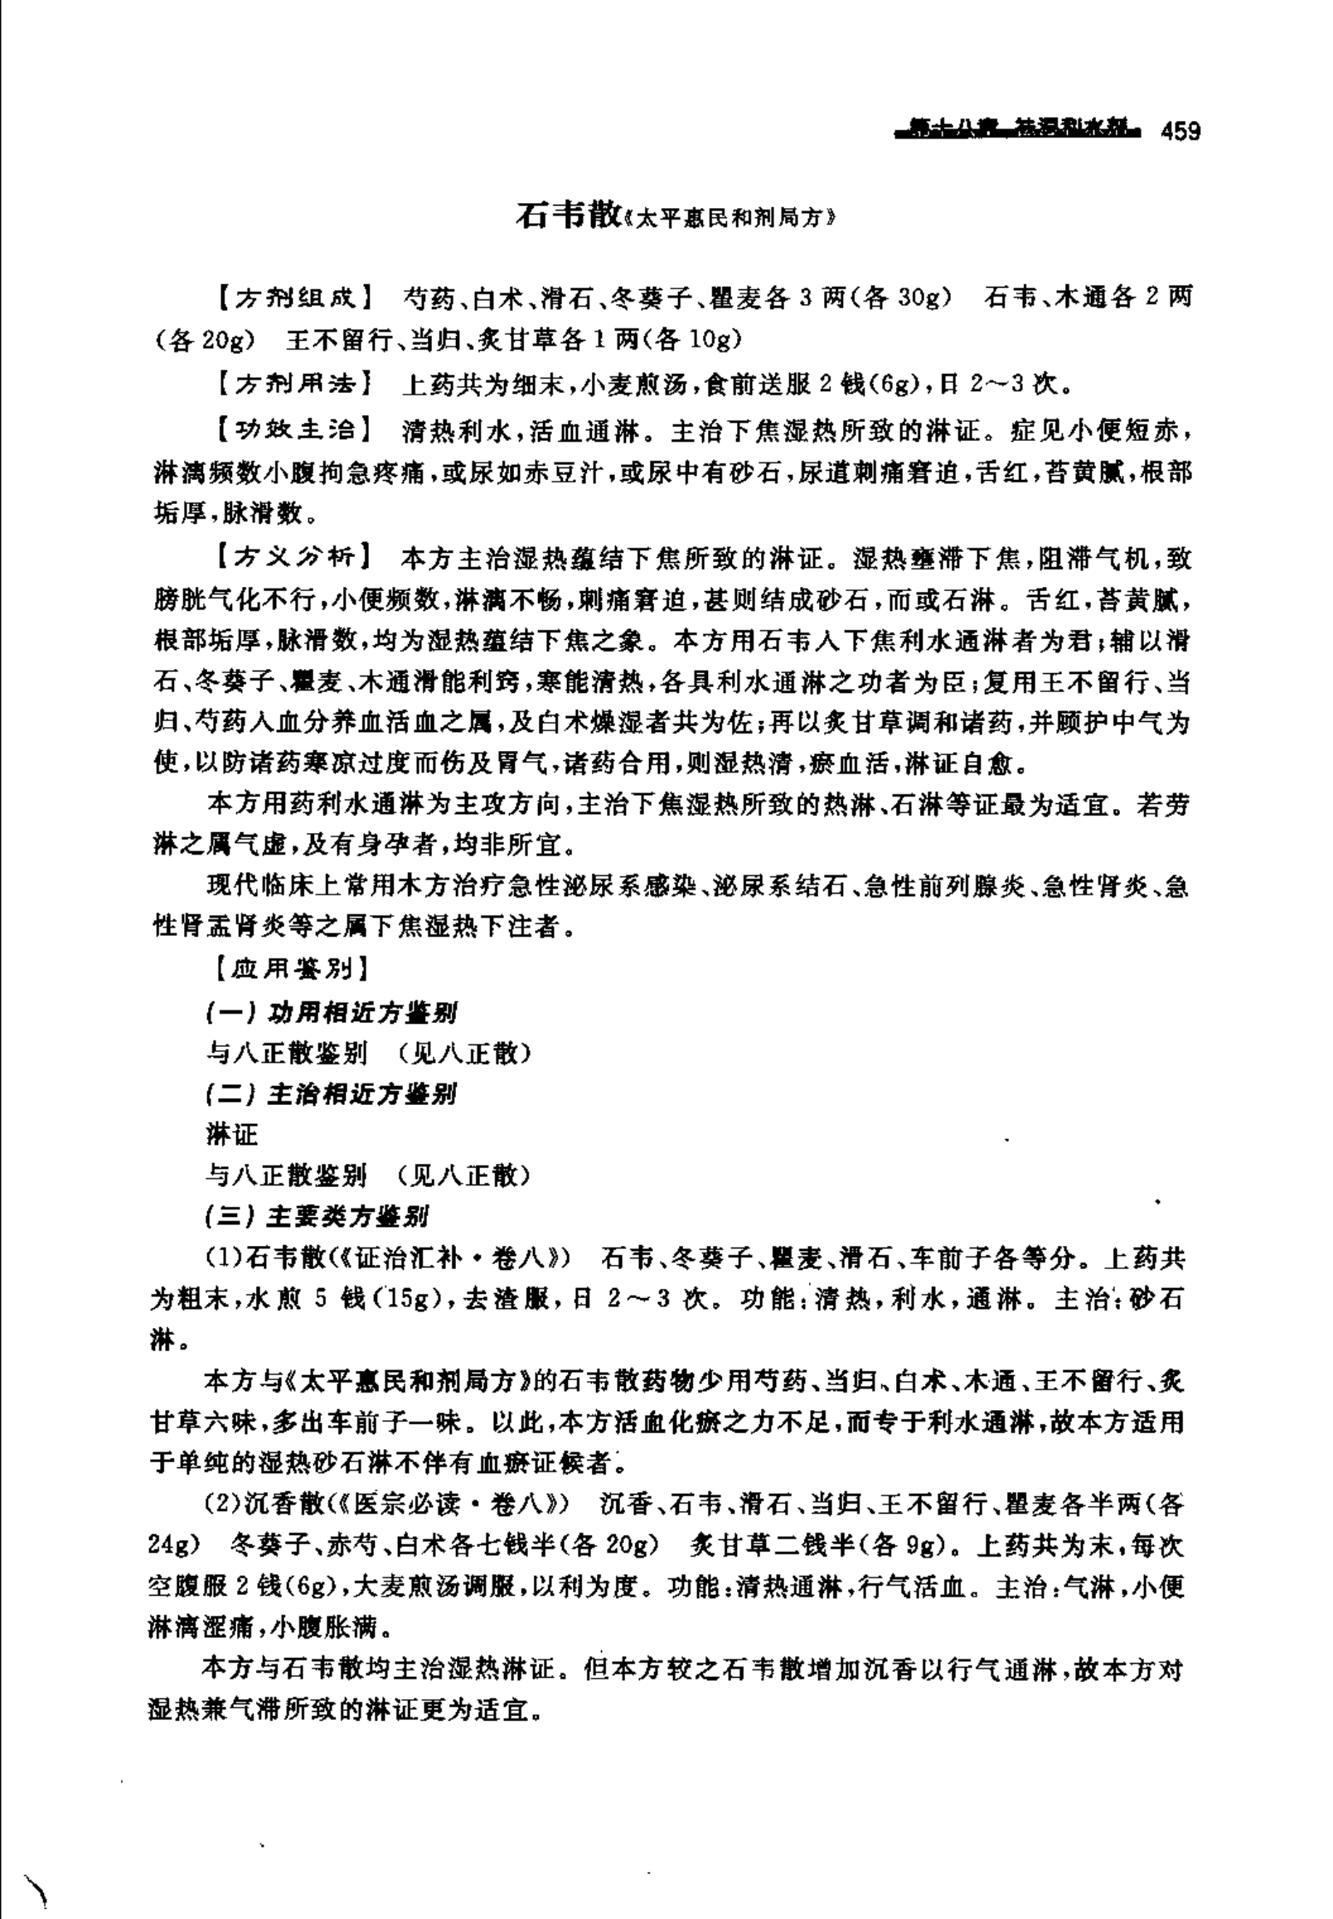 第十八章 祛湿利水剂 459
石韦散《太平惠民和剂局方》
【方剂组成】 芍药、白术、滑石、冬葵子、瞿麦各 3 两(各 30g) 石韦、木通各 2 两
(各 20g) 王不留行、当归、炙甘草各 1 两(各 10g)
【方剂用法】 上药共为细末,小麦煎汤,食前送服 2 钱(6g),日 2～3 次。
【功效主治】 清热利水,活血通淋。主治下焦湿热所致的淋证。症见小便短赤,
淋漓频数小腹拘急疼痛,或尿如赤豆汁,或尿中有砂石,尿道刺痛窘迫,舌红,苔黄腻,根部
垢厚,脉滑数。
【方义分析】 本方主治湿热蕴结下焦所致的淋证。湿热壅滞下焦,阻滞气机,致
膀胱气化不行,小便频数,淋漓不畅,刺痛窘迫,甚则结成砂石,而或石淋。舌红,苔黄腻,
根部垢厚,脉滑数,均为湿热蕴结下焦之象。本方用石韦人下焦利水通淋者为君;辅以滑
石、冬葵子、瞿麦、木通滑能利窍,寒能清热,各具利水通淋之功者为臣;复用王不留行、当
归、芍药人血分养血活血之属,及白术燥湿者共为佐;再以炙甘草调和诸药,并顾护中气为
使,以防诸药寒凉过度而伤及胃气,诸药合用,则湿热清,瘀血活,淋证自愈。
本方用药利水通淋为主攻方向,主治下焦湿热所致的热淋、石淋等证最为适宜。若劳
淋之属气虚,及有身孕者,均非所宜。
现代临床上常用木方治疗急性泌尿系感染、泌尿系结石、急性前列腺炎、急性肾炎、急
性肾盂肾炎等之属下焦湿热下注者。
【应用鉴别】
(一) 功用相近方鉴别
与八正散鉴别 (见八正散)
(二) 主治相近方鉴别
淋证
与八正散鉴别 (见八正散)
(三) 主要类方鉴别
(1)石韦散(《证治汇补·卷八》) 石韦、冬葵子、瞿麦、滑石、车前子各等分。上药共
为粗末,水煎 5 钱(15g),去渣服,日 2～3 次。功能:清热,利水,通淋。主治:砂石
淋。
本方与《太平惠民和剂局方》的石韦散药物少用芍药、当归、白术、木通、王不留行、炙
甘草六味,多出车前子一味。以此,本方活血化瘀之力不足,而专于利水通淋,故本方适用
于单纯的湿热砂石淋不伴有血瘀证候者。
(2)沉香散(《医宗必读·卷八》) 沉香、石韦、滑石、当归、王不留行、瞿麦各半两(各
24g) 冬葵子、赤芍、白术各七钱半(各 20g) 炙甘草二钱半(各 9g)。上药共为末,每次
空腹服 2 钱(6g),大麦煎汤调服,以利为度。功能:清热通淋,行气活血。主治:气淋,小便
淋漓涩痛,小腹胀满。
本方与石韦散均主治湿热淋证。但本方较之石韦散增加沉香以行气通淋,故本方对
湿热兼气滞所致的淋证更为适宜。